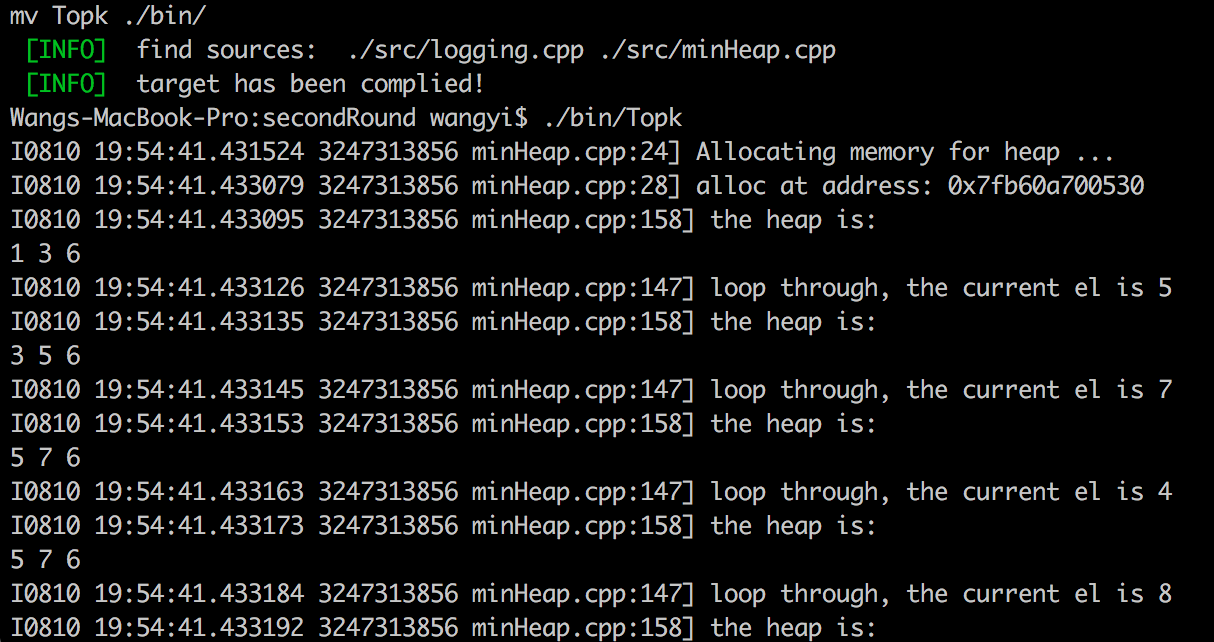 mv Topk ./bin/
[INFO]  find sources:  ./src/logging.cpp ./src/minHeap.cpp
[INFO]  target has been complied!
Wangs-MacBook-Pro:secondRound wangyi$ ./bin/Topk
I0810 19:54:41.431524 3247313856 minHeap.cpp:24] Allocating memory for heap ...
I0810 19:54:41.433079 3247313856 minHeap.cpp:28] alloc at address: 0x7fb60a700530
I0810 19:54:41.433095 3247313856 minHeap.cpp:158] the heap is:
1 3 6
I0810 19:54:41.433126 3247313856 minHeap.cpp:147] loop through, the current el is 5
I0810 19:54:41.433135 3247313856 minHeap.cpp:158] the heap is:
3 5 6
I0810 19:54:41.433145 3247313856 minHeap.cpp:147] loop through, the current el is 7
I0810 19:54:41.433153 3247313856 minHeap.cpp:158] the heap is:
5 7 6
I0810 19:54:41.433163 3247313856 minHeap.cpp:147] loop through, the current el is 4
I0810 19:54:41.433173 3247313856 minHeap.cpp:158] the heap is:
5 7 6
I0810 19:54:41.433184 3247313856 minHeap.cpp:147] loop through, the current el is 8
I0810 19:54:41.433192 3247313856 minHeap.cpp:158] the heap is: